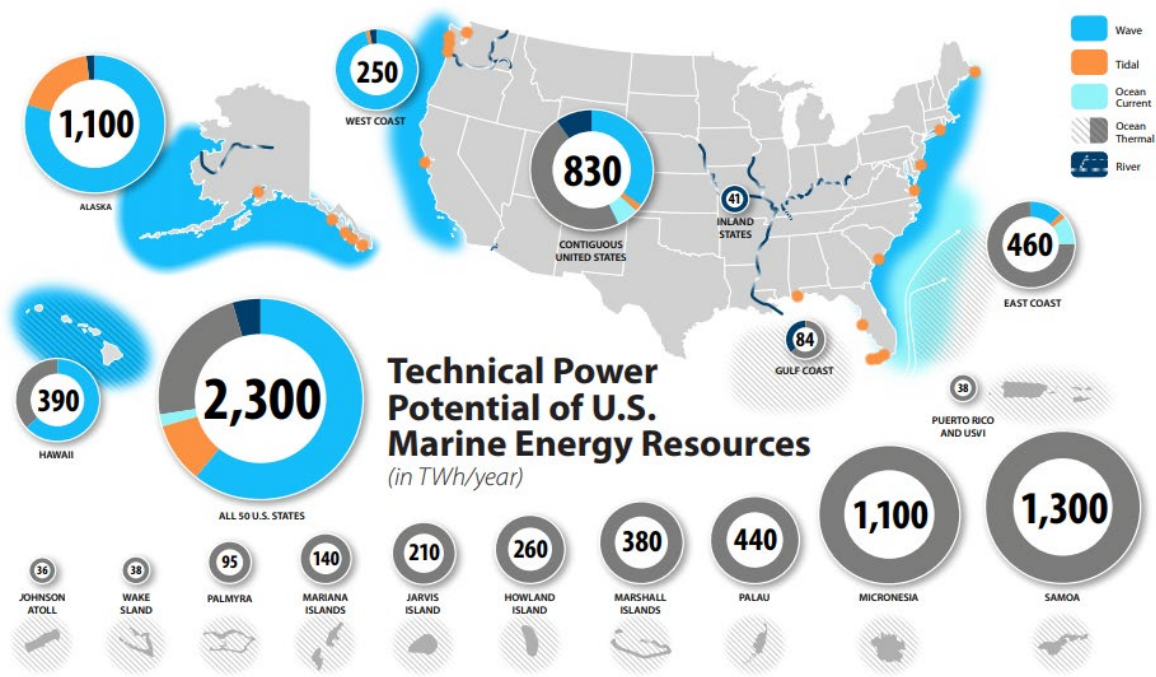 Wave
Tidal
Ocean
Current
Ocean
Thermal
River
1,100
ALASKA
250
WEST COAST
830
CONTIGUOUS
UNITED STATES
41
INLAND
STATES
460
EAST COAST
84
GULF COAST
390
HAWAII
2,300
ALL 50 U.S. STATES
Technical Power
Potential of U.S.
Marine Energy Resources
(in TWh/year)
38
PUERTO RICO
AND USVI
36
JOHNSON
ATOLL
38
WAKE
SLAND
95
PALMYRA
140
MARIANA
ISLANDS
210
JARVIS
ISLAND
260
HOWLAND
ISLAND
380
MARSHALL
ISLANDS
440
PALAU
1,100
MICRONESIA
1,300
SAMOA